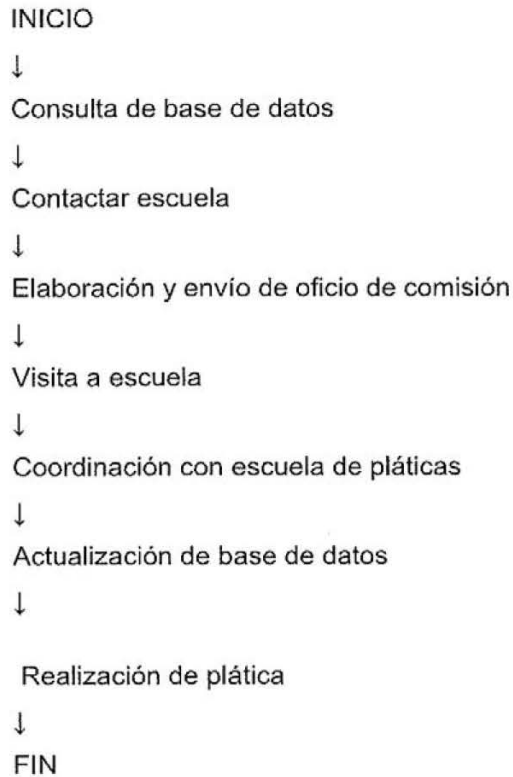 INICIO
↓
Consulta de base de datos
↓
Contactar escuela
↓
Elaboración y envío de oficio de comisión
↓
Visita a escuela
↓
Coordinación con escuela de pláticas
↓
Actualización de base de datos
↓
Realización de plática
↓
FIN